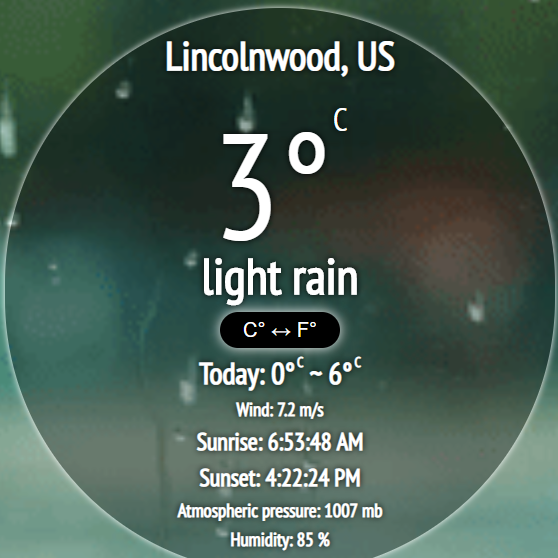 Lincolnwood, US
3° C
light rain
C° ↔ F°
Today: 0°C ~ 6°C
Wind: 7.2 m/s
Sunrise: 6:53:48 AM
Sunset: 4:22:24 PM
Atmospheric pressure: 1007 mb
Humidity: 85 %